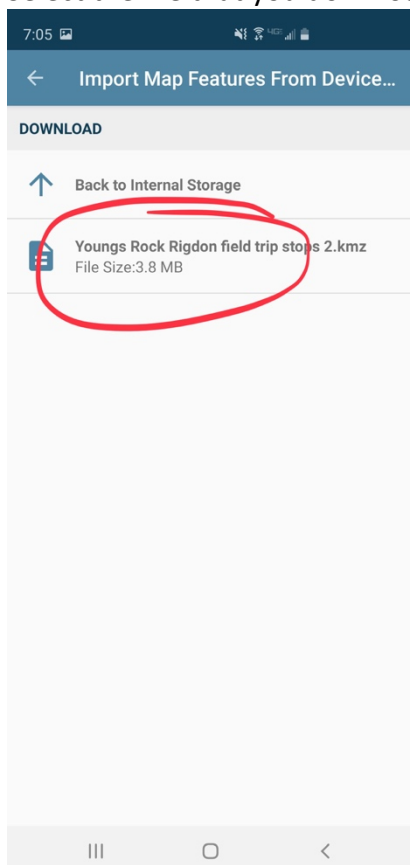 7:05
Import Map Features From Device...
DOWNLOAD
Back to Internal Storage
Youngs Rock Rigdon field trip stops 2.kmz
File Size:3.8 MB